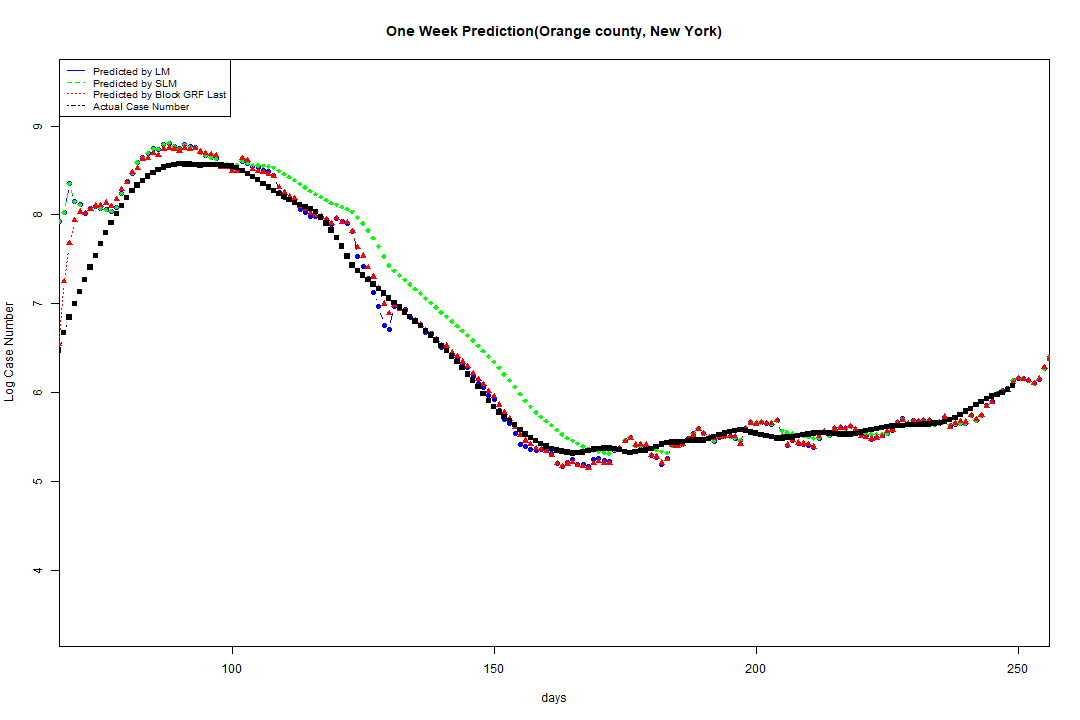 One Week Prediction(Orange county, New York)
Predicted by LM
Predicted by SLM
Predicted by Block GRF Last
Actual Case Number
9
8
7
6
5
4
Log Case Number
100 150 200 250
days